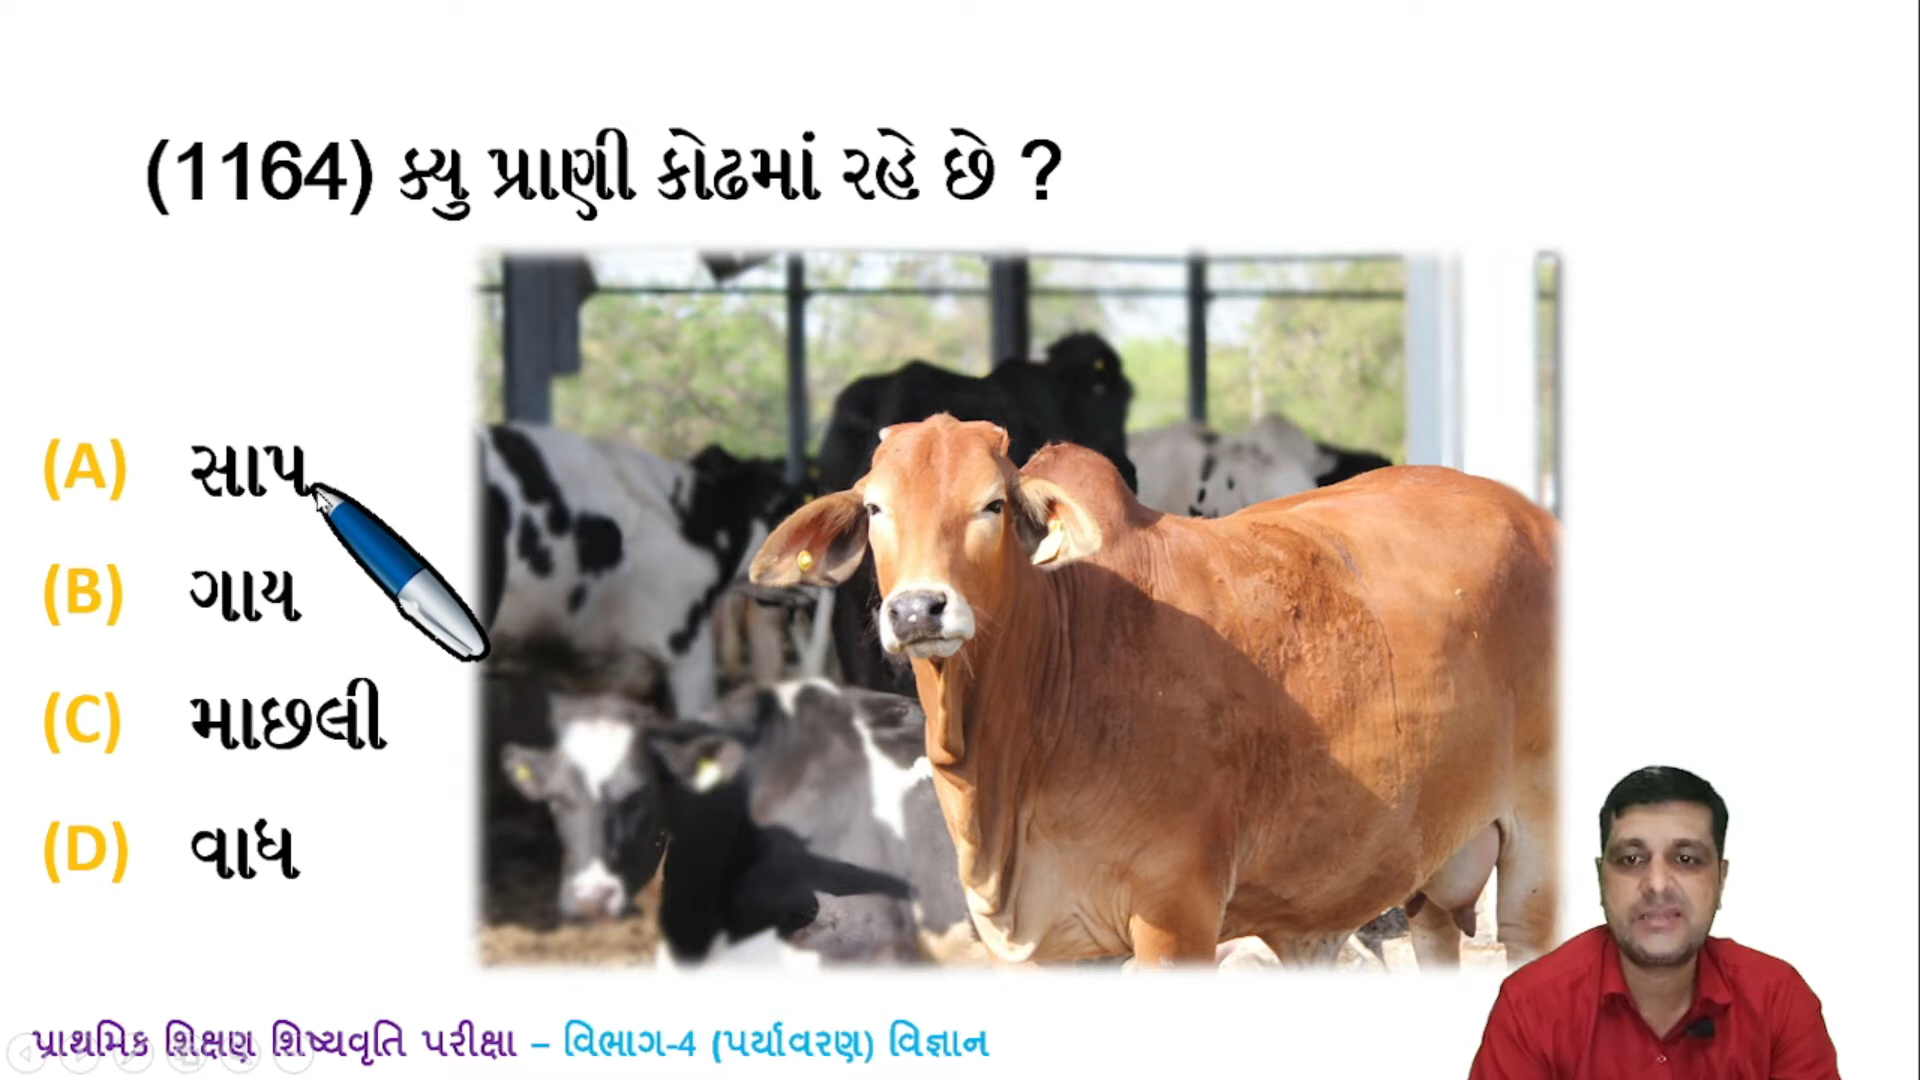 (1164) ક્યુ પ્રાણી કોઢમાં રહે છે ?
(A) સાપ
(B) ગાય
(C) માછલી
(D) વાઘ
પ્રાથમિક શિક્ષણ શિષ્યવૃતિ પરીક્ષા – વિભાગ-4 (પર્યાવરણ) વિજ્ઞાન